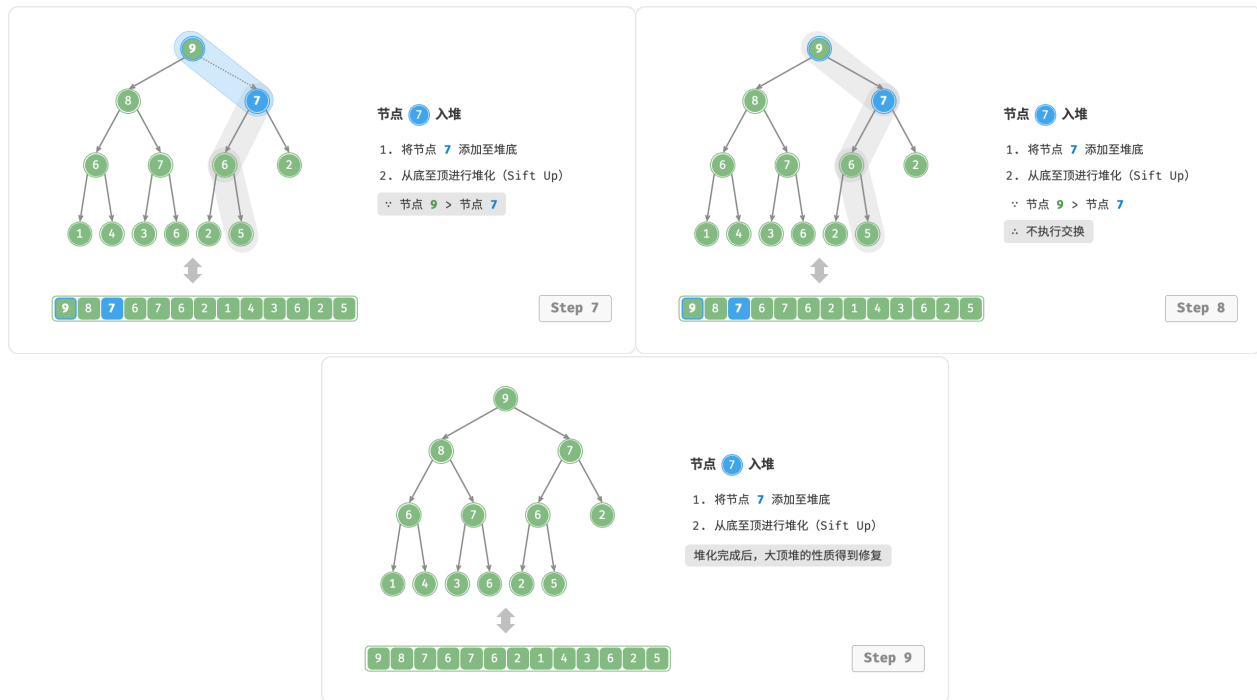 9
8
7
6
7
6
2
1
4
3
6
2
5
节点 7 入堆
1. 将节点 7 添加至堆底
2. 从底至顶进行堆化（Sift Up）
∵ 节点 9 > 节点 7
9 8 7 6 7 6 2 1 4 3 6 2 5
Step 7
9
8
7
6
7
6
2
1
4
3
6
2
5
节点 7 入堆
1. 将节点 7 添加至堆底
2. 从底至顶进行堆化（Sift Up）
∵ 节点 9 > 节点 7
∴ 不执行交换
9 8 7 6 7 6 2 1 4 3 6 2 5
Step 8
9
8
7
6
7
6
2
1
4
3
6
2
5
节点 7 入堆
1. 将节点 7 添加至堆底
2. 从底至顶进行堆化（Sift Up）
堆化完成后，大顶堆的性质得到修复
9 8 7 6 7 6 2 1 4 3 6 2 5
Step 9